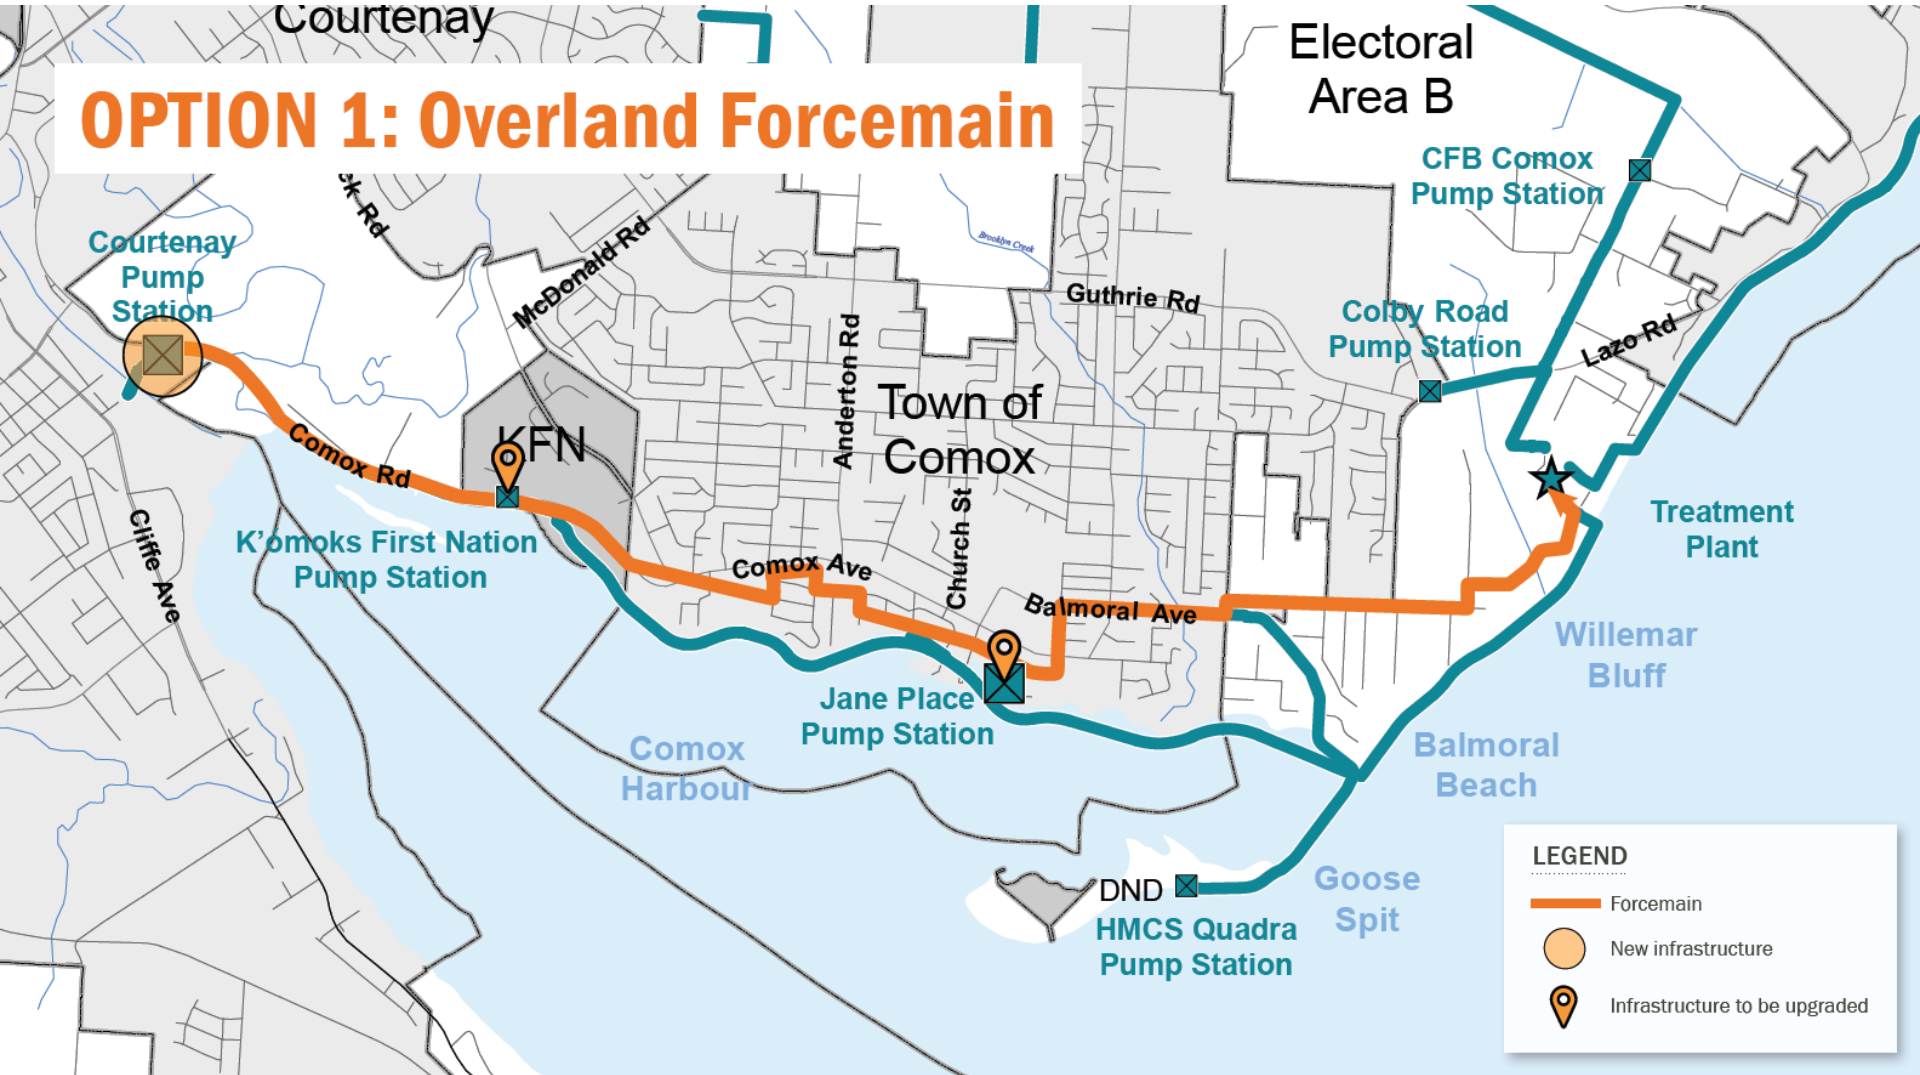 Courtenay
Electoral
Area B
OPTION 1: Overland Forcemain
CFB Comox
Pump Station
ck Rd
Courtenay
Pump
Station
McDonald Rd
Brooklyn Creek
Guthrie Rd
Colby Road
Pump Station
Lazo Rd
Anderton Rd
Town of
Comox
KFN
Comox Rd
Church St
Cliffe Ave
K'ómoks First Nation
Pump Station
Treatment
Plant
Comox Ave
Balmoral Ave
Willemar
Bluff
Jane Place
Pump Station
Comox
Harbour
Balmoral
Beach
DND
HMCS Quadra
Pump Station
Goose
Spit
LEGEND
Forcemain
New infrastructure
Infrastructure to be upgraded